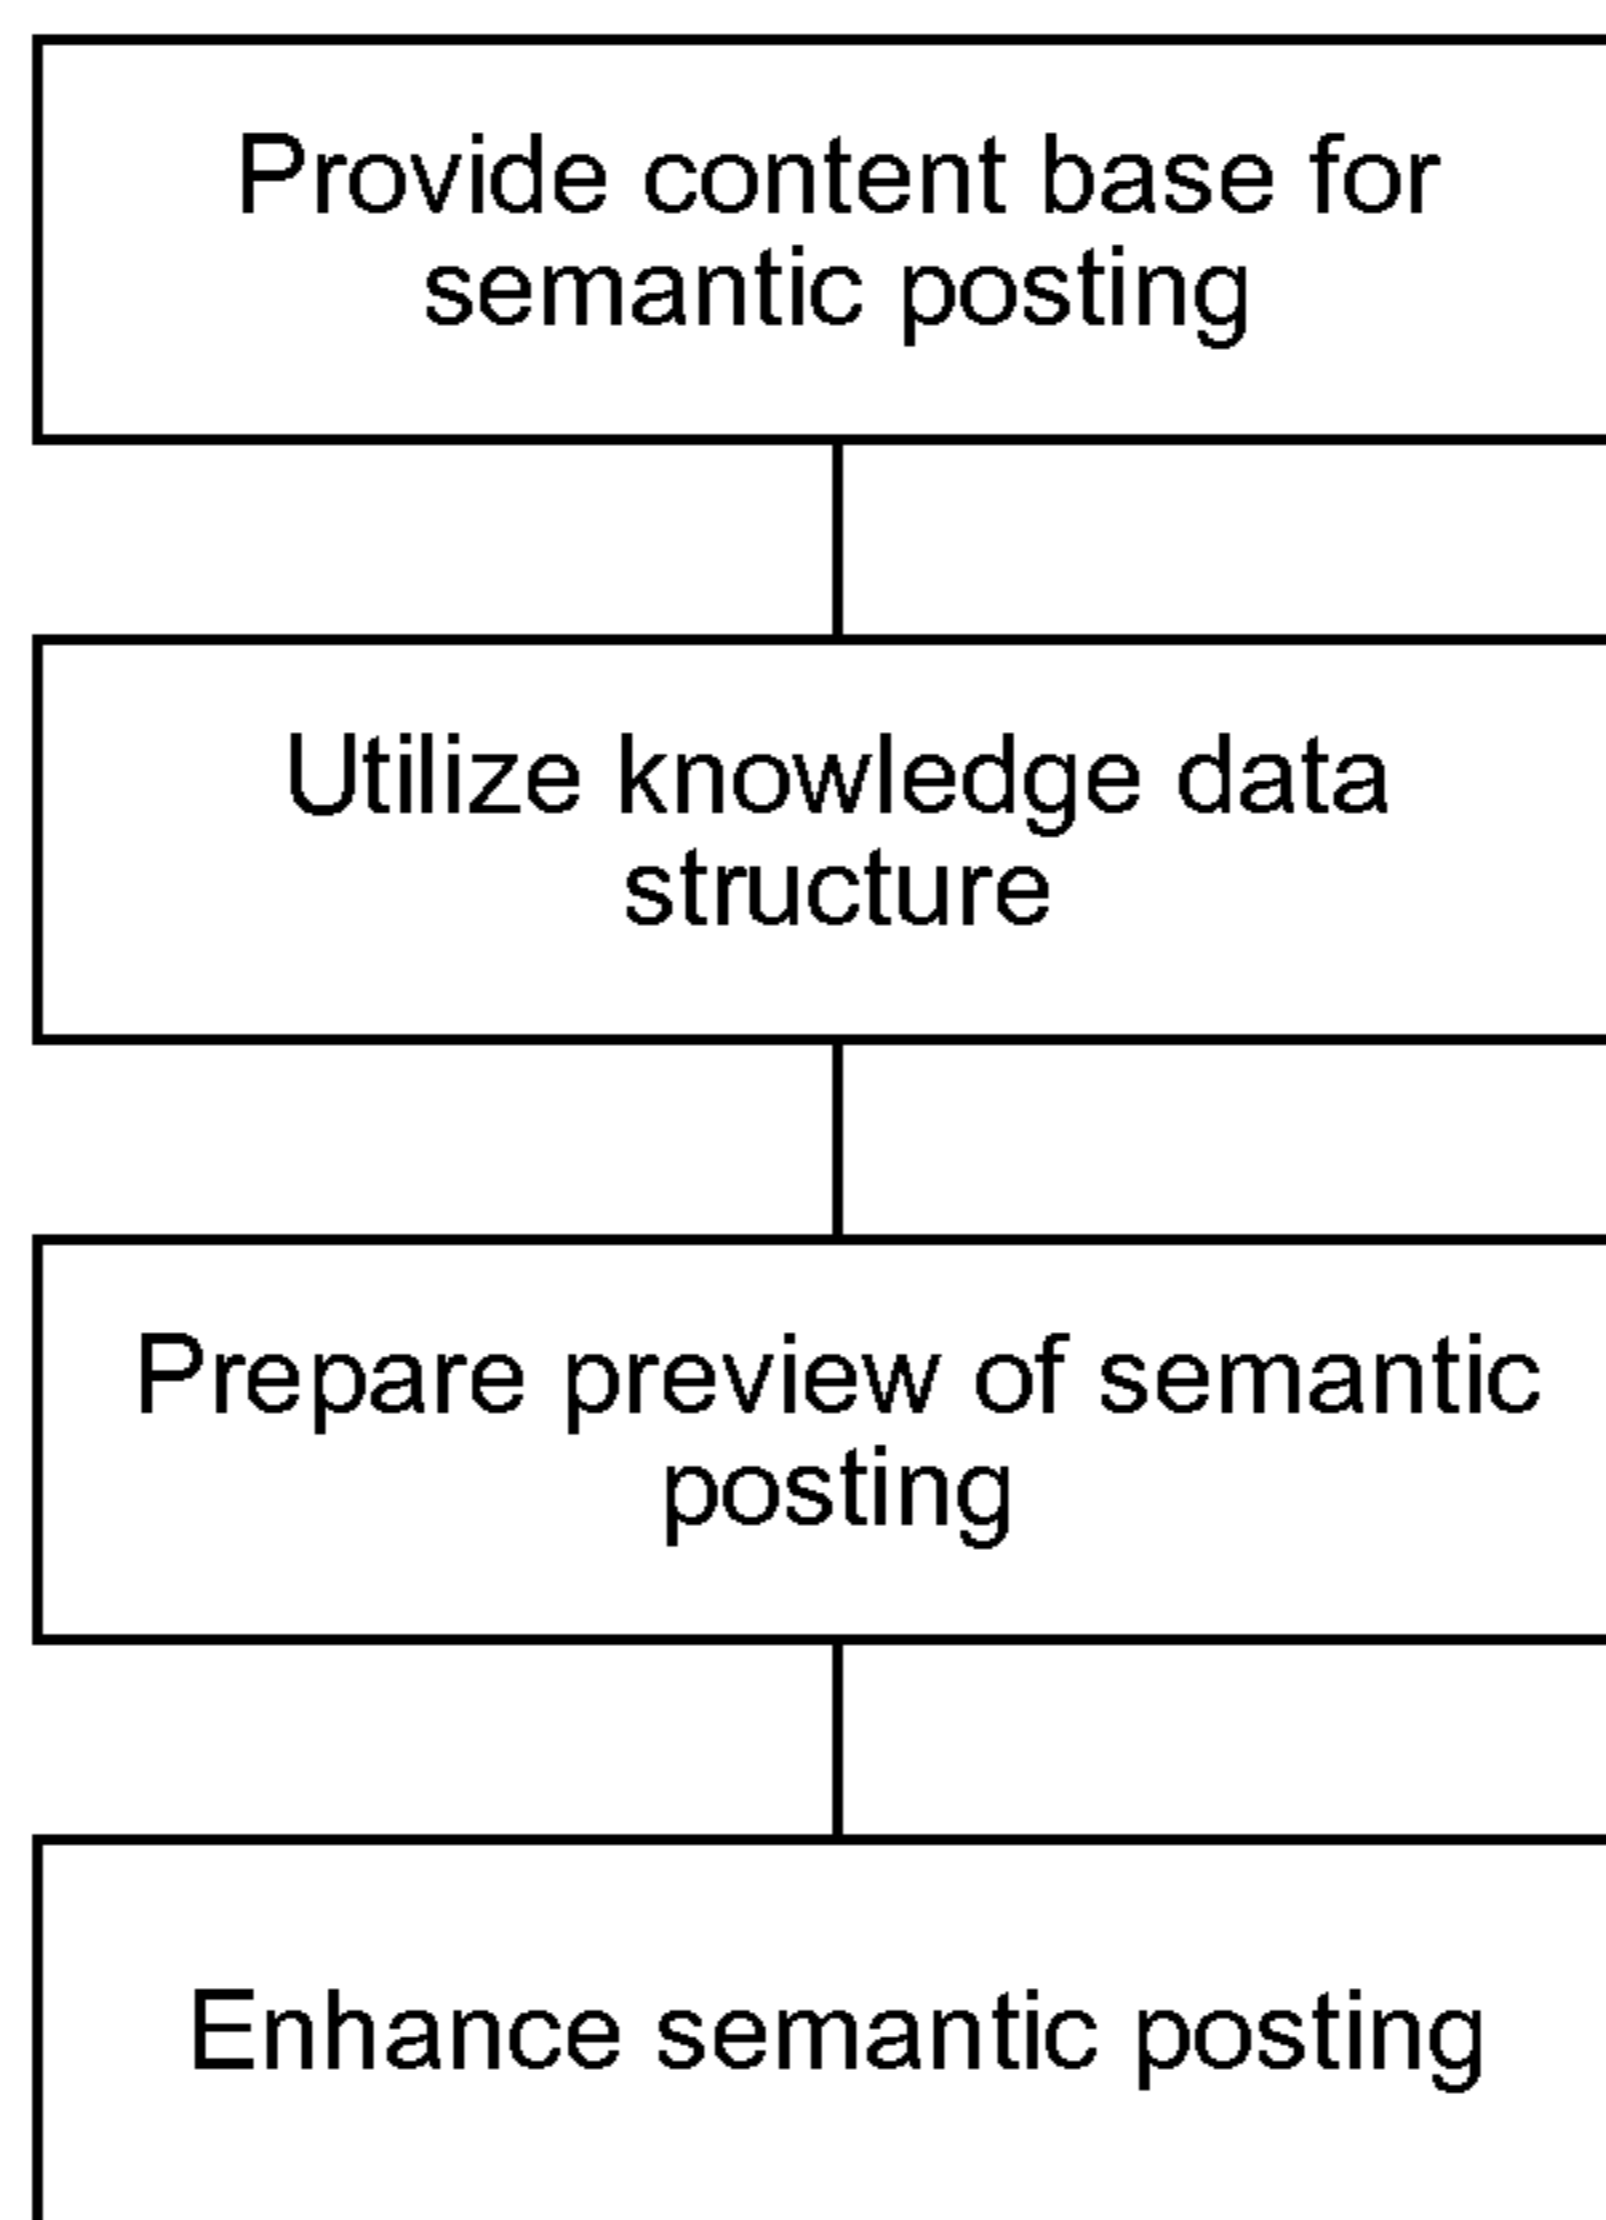 Provide content base for
semantic posting
Utilize knowledge data
structure
Prepare preview of semantic
posting
Enhance semantic posting